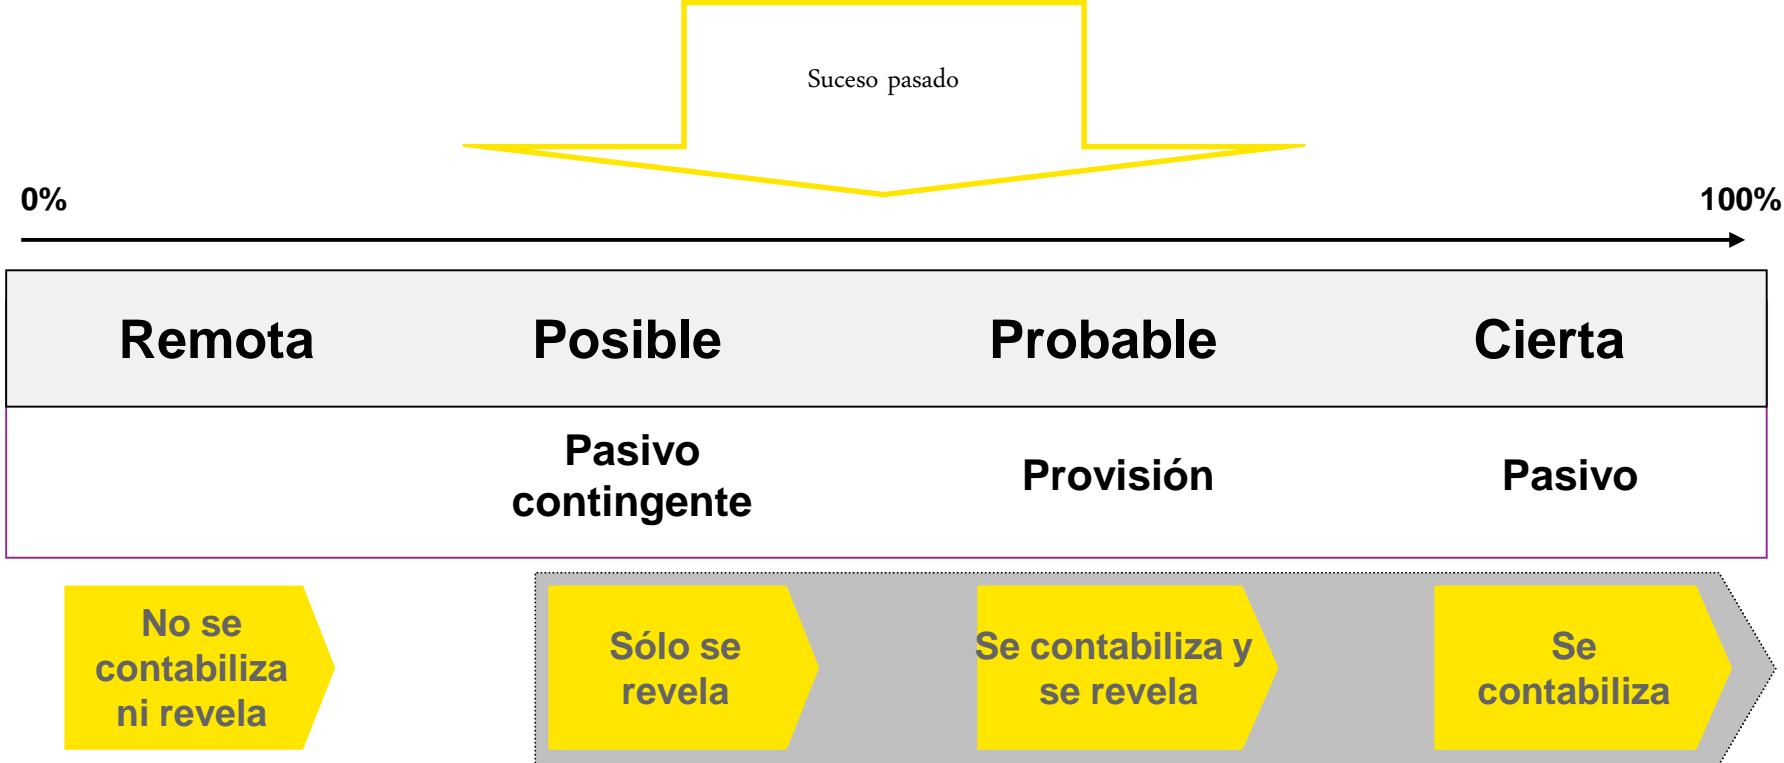 Suceso pasado
0%
100%
Remota
Posible
Probable
Cierta
Pasivo
contingente
Provisión
Pasivo
No se
contabiliza
ni revela
Sólo se
revela
Se contabiliza y
se revela
Se
contabiliza